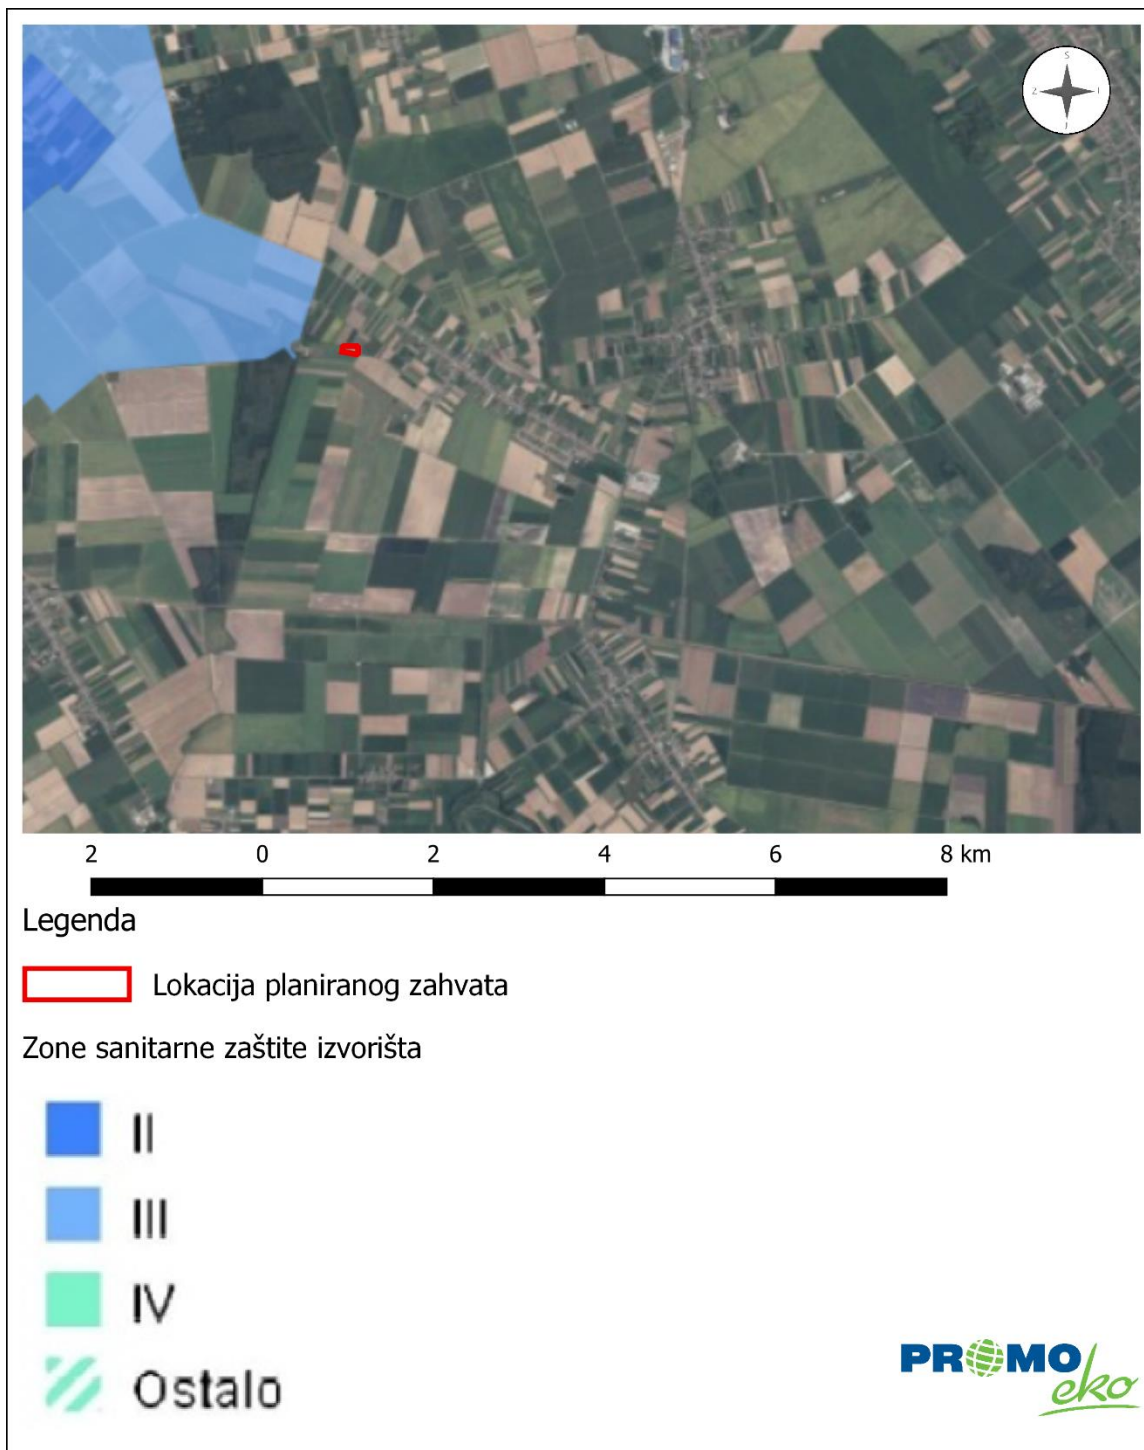 S
Z I
J
2 0 2 4 6 8 km
Legenda
Lokacija planiranog zahvata
Zone sanitarne zaštite izvorišta
II
III
IV
Ostalo
PROMO
eko